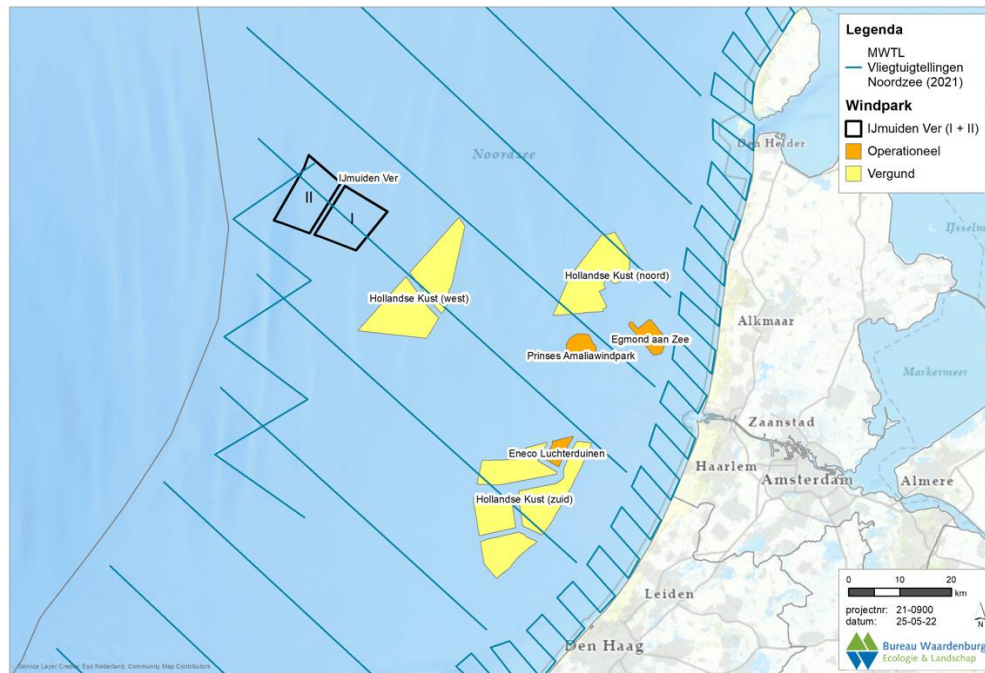 Legenda
MWTL
Vliegtuigtellingen
Noordzee (2021)
Windpark
IJmuiden Ver (I + II)
Operationeel
Vergund
Noordzee
Den Helder
IJmuiden Ver
II
I
IJsselm
Hollandse Kust (noord)
Hollandse Kust (west)
Alkmaar
Egmond aan Zee
Prinses Amaliawindpark
Markermeer
Zaanstad
Eneco Luchterduinen
Haarlem
Amsterdam
Almere
Hollandse Kust (zuid)
Leiden
Den Haag
0 10 20
km
projectnr: 21-0900
datum: 25-05-22
N
Bureau Waardenburg
Ecologie & Landschap
Service Layer Credits: Esri Nederland, Community Map Contributors